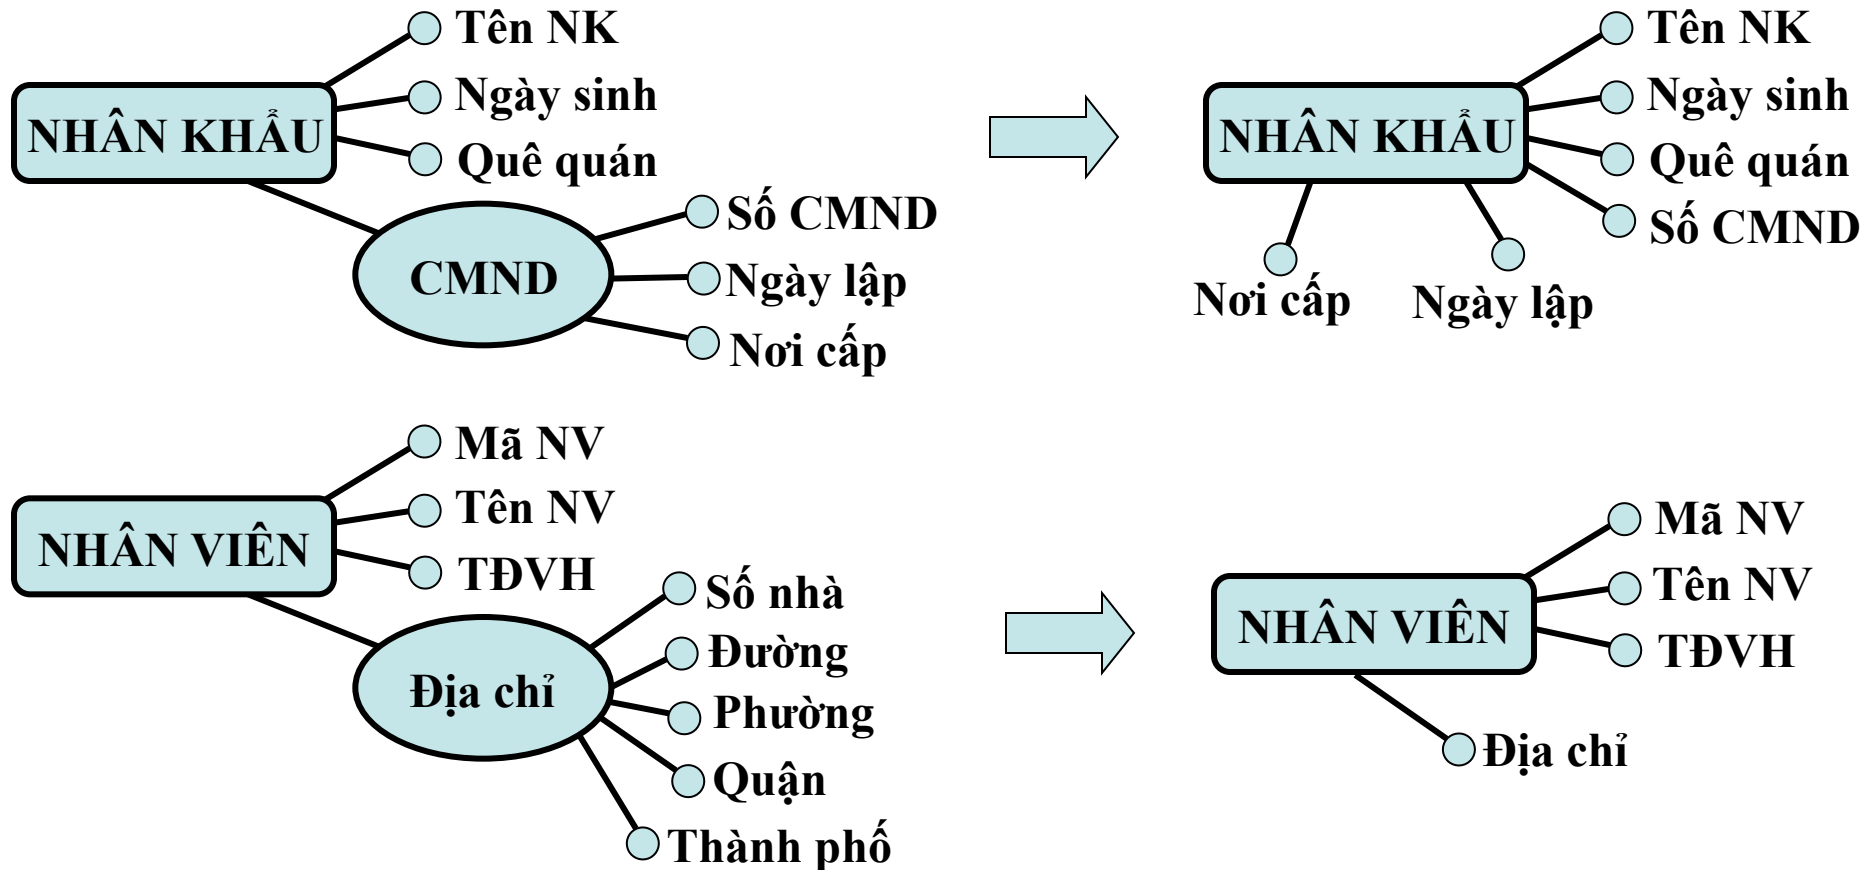 Tên NK
Ngày sinh
NHÂN KHẨU
Quê quán
Số CMND
CMND
Ngày lập
Nơi cấp
Tên NK
Ngày sinh
NHÂN KHẨU
Quê quán
Số CMND
Nơi cấp
Ngày lập
Mã NV
Tên NV
NHÂN VIÊN
TĐVH
Số nhà
Đường
Địa chỉ
Phường
Quận
Thành phố
Mã NV
Tên NV
NHÂN VIÊN
TĐVH
Địa chỉ